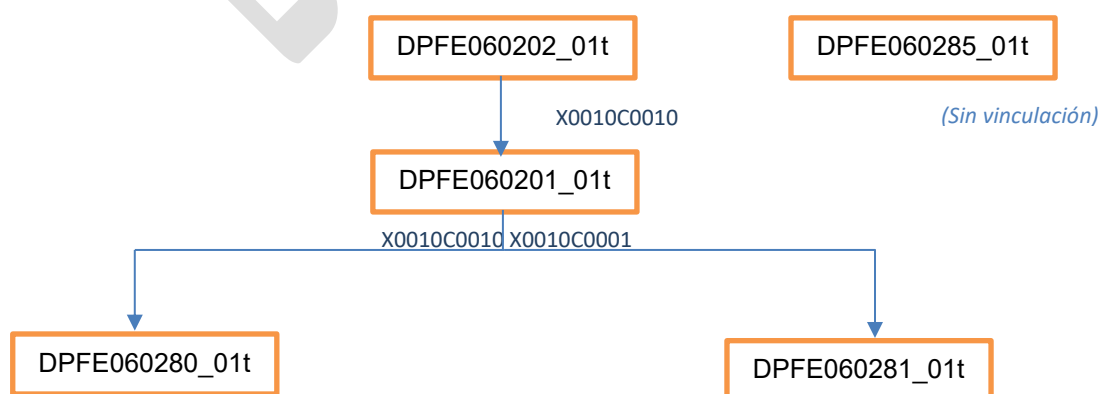 DPFE060202_01t
DPFE060285_01t
X0010C0010
(Sin vinculación)
DPFE060201_01t
X0010C0010 X0010C0001
DPFE060280_01t
DPFE060281_01t